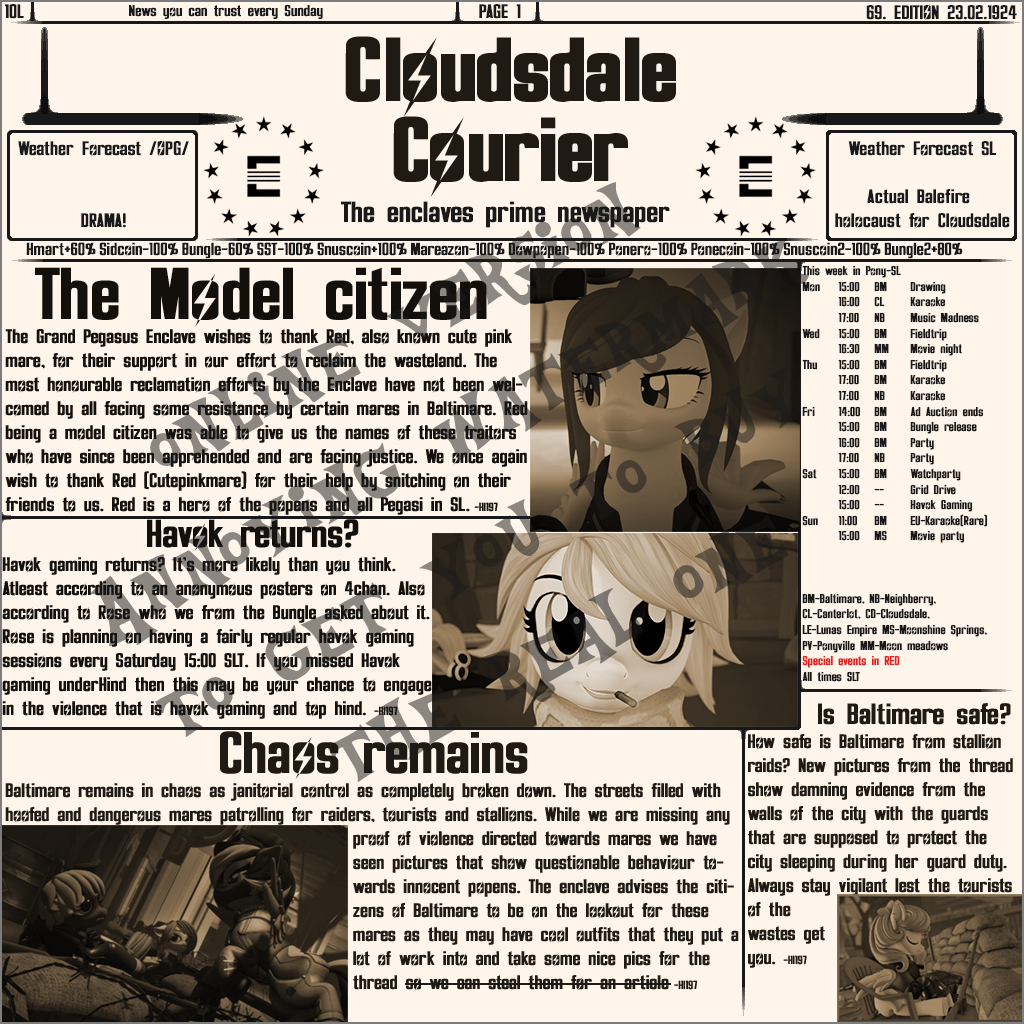 10L News you can trust every Sunday PAGE 1 69. EDITION 23.02.1924
Cloudsdale
Courier
The enclaves prime newspaper
Weather Forecast /OPG/
DRAMA!
E
E
Weather Forecast SL
Actual Balefire
holocaust for Cloudsdale
Hmart+60% Sidcoin-100% Bungle-60% SST-100% Snuscoin+100% Mareazon-100% Dowpopen-100% Ponero-100% Ponecoin-100% Snuscoin2-100% Bungle2+80%
The Model citizen
The Grand Pegasus Enclave wishes to thank Red, also known cute pink
mare, for their support in our effort to reclaim the wasteland. The
most honourable reclamation efforts by the Enclave have not been wel-
comed by all facing some resistance by certain mares in Baltimare. Red
being a model citizen was able to give us the names of these traitors
who have since been apprehended and are facing justice. We once again
wish to thank Red (Cutepinkmare) for their help by snitching on their
friends to us. Red is a hero of the popens and all Pegasi in SL. -HI197
This week in Pony-SL
Mon 15:00 BM Drawing
16:00 CL Karaoke
17:00 NB Music Madness
Wed 15:00 BM Fieldtrip
16:30 MM Movie night
Thu 15:00 BM Fieldtrip
17:00 BM Karaoke
17:00 NB Karaoke
Fri 14:00 BM Ad Auction ends
15:00 BM Bungle release
16:00 BM Party
17:00 NB Party
Sat 15:00 BM Watchparty
12:00 -- Grid Drive
15:00 -- Havok Gaming
Sun 11:00 BM EU-Karaoke(Rare)
15:00 MS Movie party
BM-Baltimare, NB-Neighberry,
CL-Canterlot, CD-Cloudsdale,
LE-Lunas Empire MS-Moonshine Springs,
PV-Ponyville MM-Moon meadows
Special events in RED
All times SLT
Havok returns?
Havok gaming returns? It's more likely than you think.
Atleast according to an anonymous posters on 4chan. Also
according to Rose who we from the Bungle asked about it.
Rose is planning on having a fairly regular havok gaming
sessions every Saturday 15:00 SLT. If you missed Havok
gaming underHind then this may be your chance to engage
in the violence that is havok gaming and top hind. -HI197
Chaos remains
Baltimare remains in chaos as janitorial control as completely broken down. The streets filled with
hoofed and dangerous mares patrolling for raiders, tourists and stallions. While we are missing any
proof of violence directed towards mares we have
seen pictures that show questionable behaviour to-
wards innocent popens. The enclave advises the citi-
zens of Baltimare to be on the lookout for these
mares as they may have cool outfits that they put a
lot of work into and take some nice pics for the
thread so we can steal them for an article -HI197
Is Baltimare safe?
How safe is Baltimare from stallion
raids? New pictures from the thread
show damning evidence from the
walls of the city with the guards
that are supposed to protect the
city sleeping during her guard duty.
Always stay vigilant lest the tourists
of the
wastes get
you. -HI197
ONLINE VERSION
ANNOYING WATERMARK
TO GET YOU TO BUY
THE REAL ONE